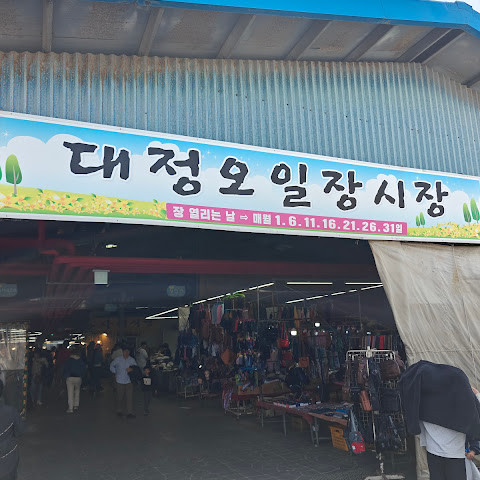 대정오일장시장
장 열리는 날 ⇨ 매월 1. 6. 11. 16. 21. 26. 31일